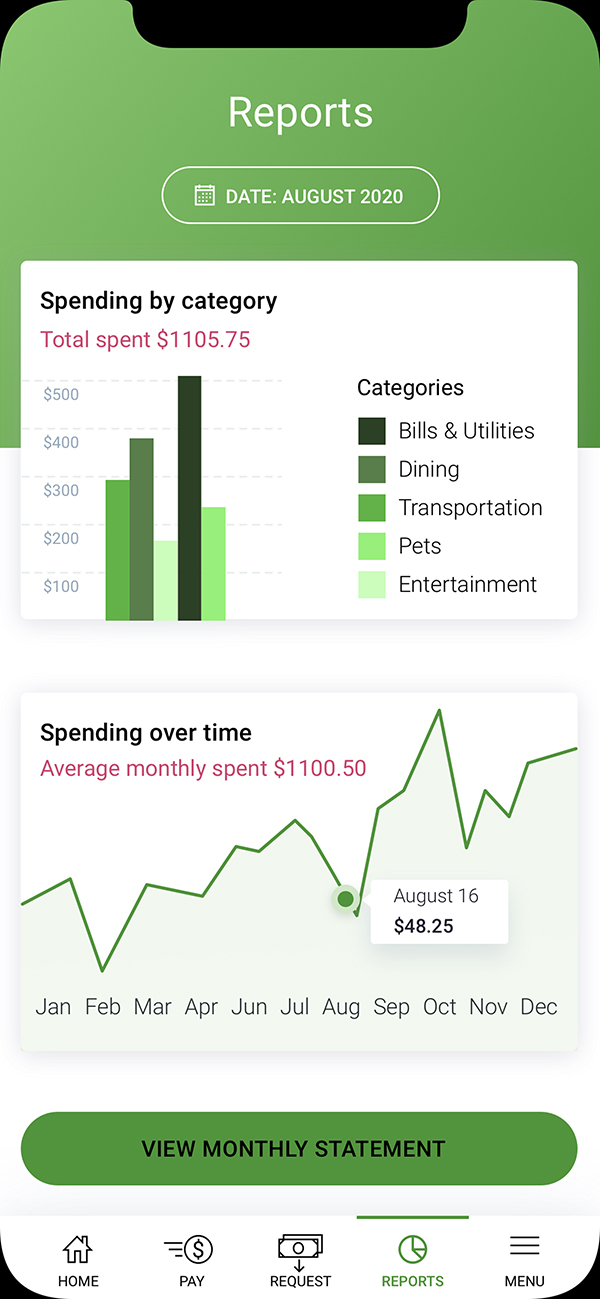 Reports
DATE: AUGUST 2020
Spending by category
Total spent $1105.75
$500
$400
$300
$200
$100
Categories
Bills & Utilities
Dining
Transportation
Pets
Entertainment
Spending over time
Average monthly spent $1100.50
August 16
$48.25
Jan Feb Mar Apr Jun Jul Aug Sep Oct Nov Dec
VIEW MONTHLY STATEMENT
HOME PAY REQUEST REPORTS MENU